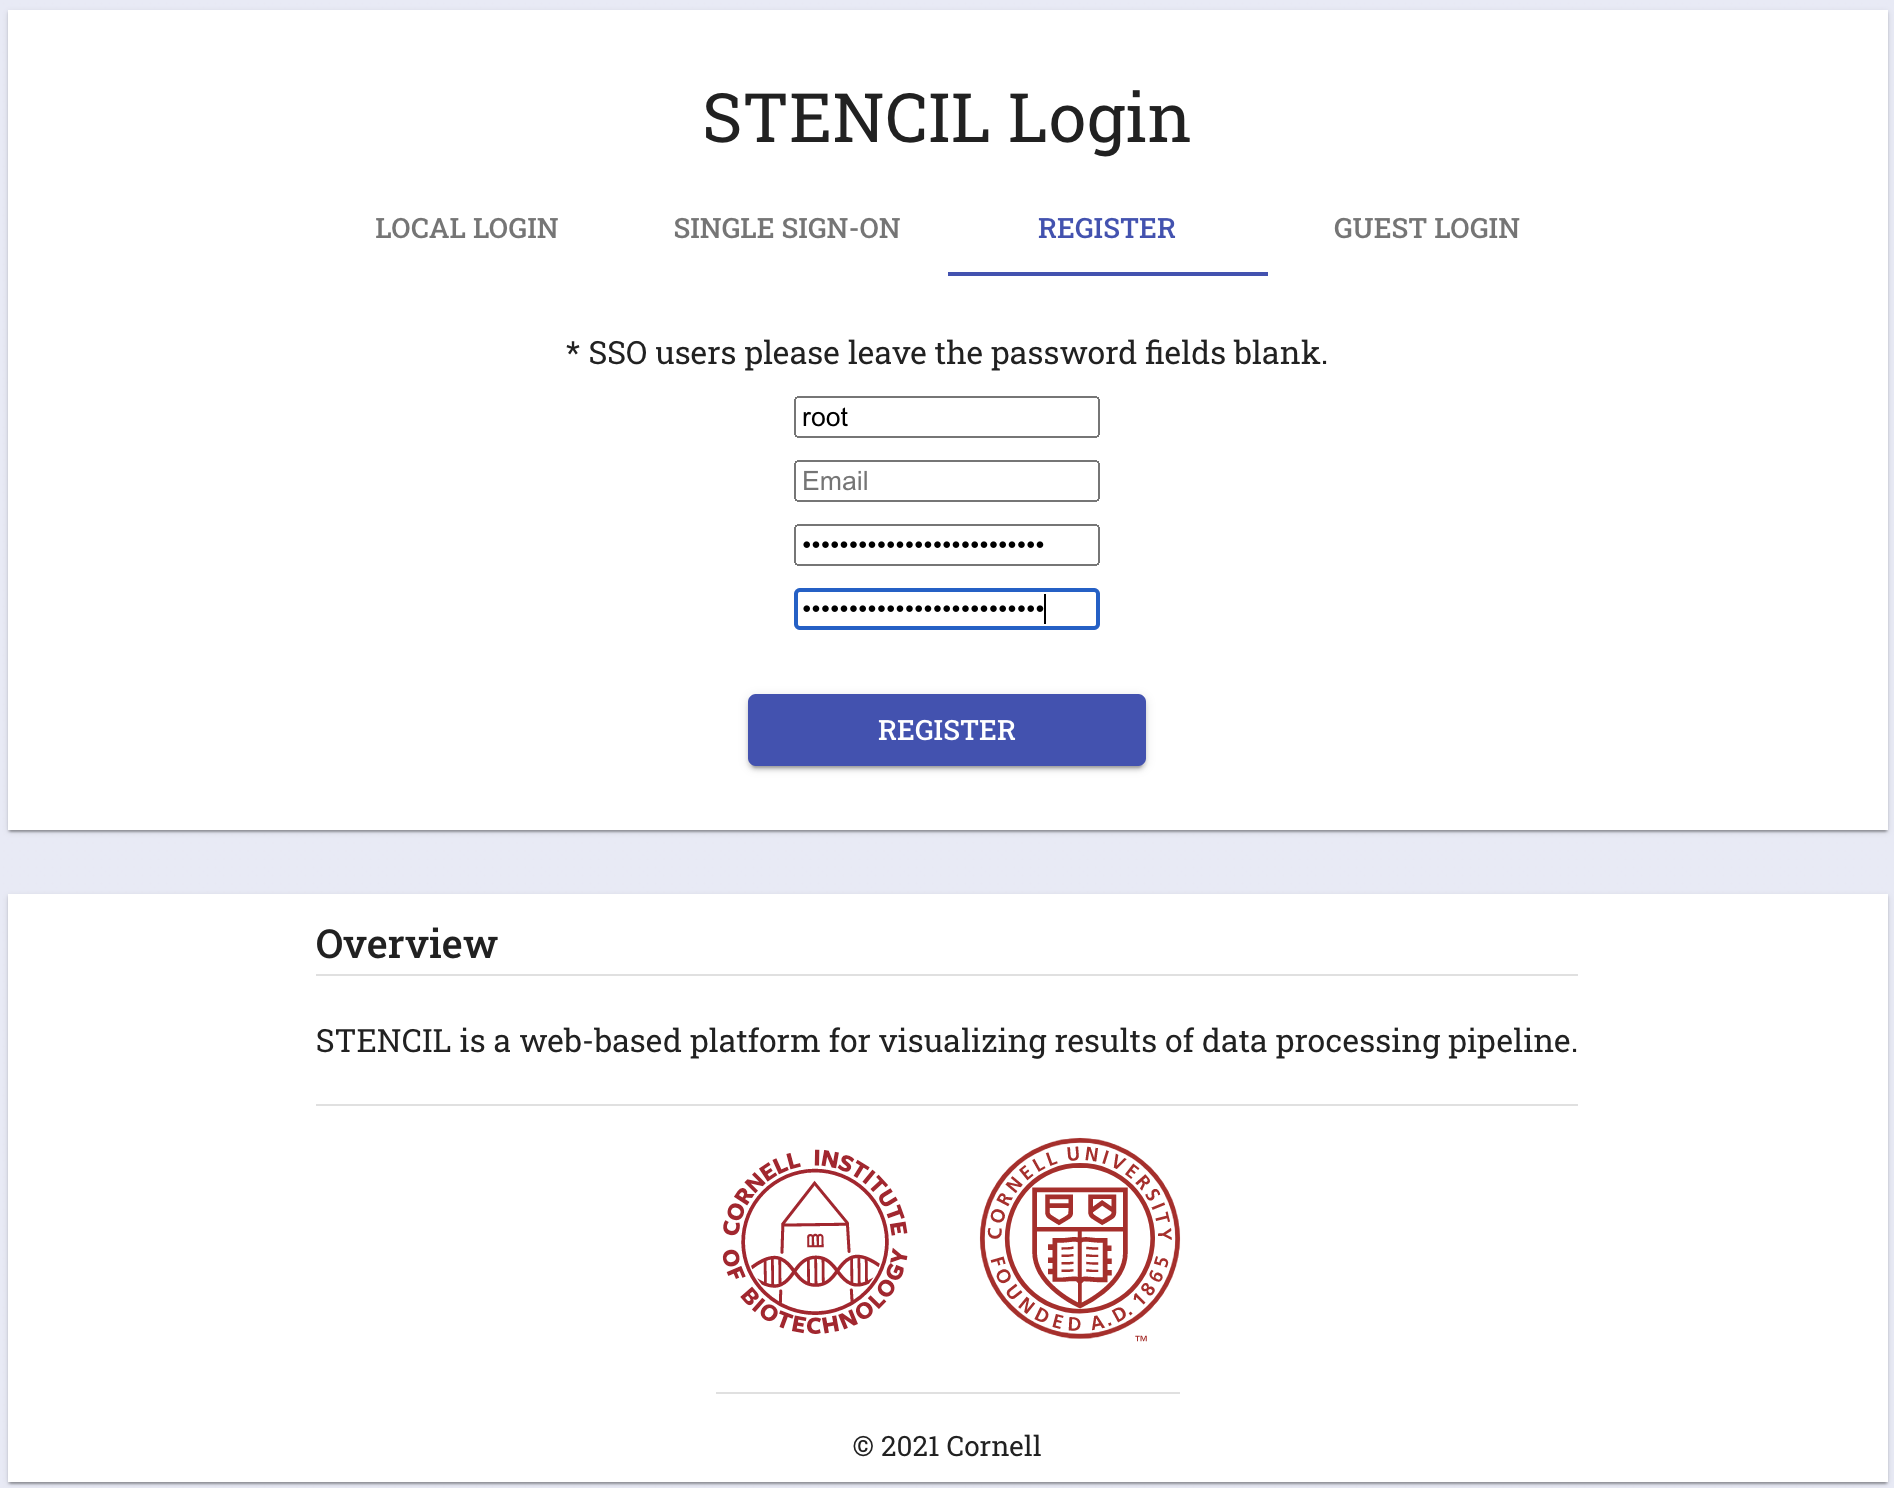 STENCIL Login
LOCAL LOGIN
SINGLE SIGN-ON
REGISTER
GUEST LOGIN
* SSO users please leave the password fields blank.
root
Email
••••••••••••••••••••••••••
••••••••••••••••••••••••••
REGISTER
Overview
STENCIL is a web-based platform for visualizing results of data processing pipeline.
CORNELL INSTITUTE OF BIOTECHNOLOGY
CORNELL UNIVERSITY FOUNDED A.D. 1865
™
© 2021 Cornell